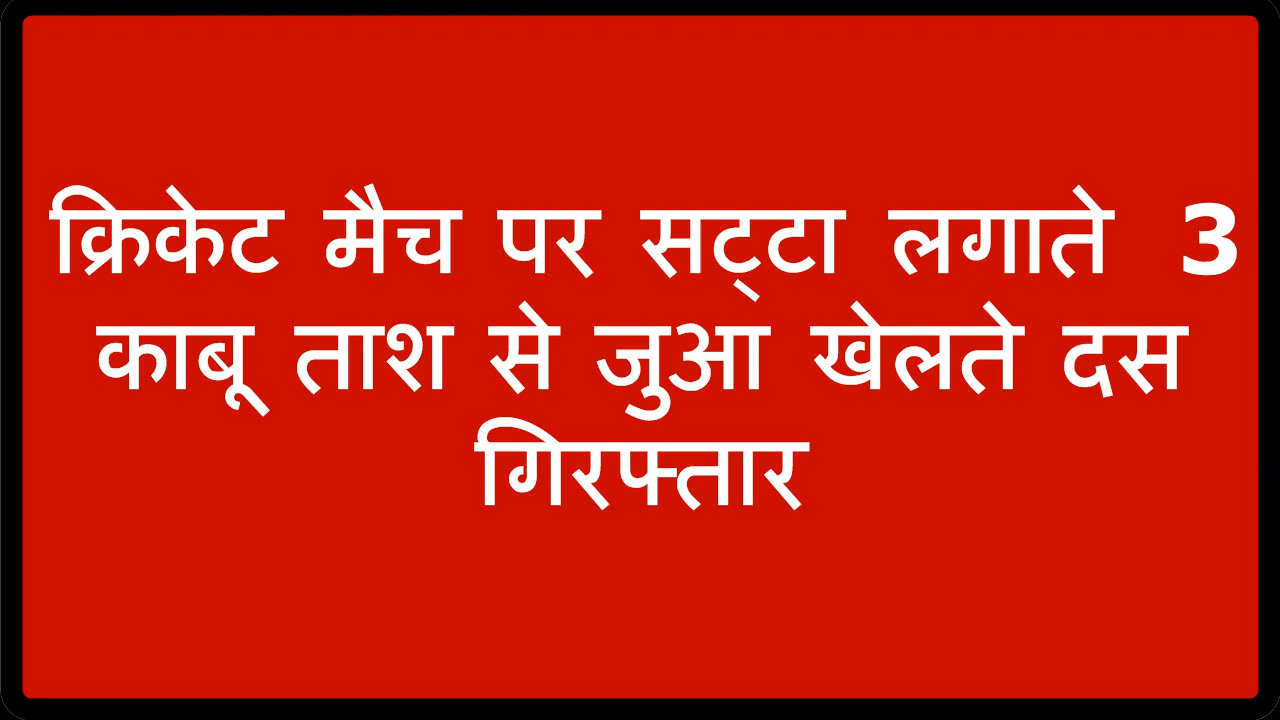 क्रिकेट मैच पर सट्टा लगाते 3
काबू ताश से जुआ खेलते दस
गिरफ्तार